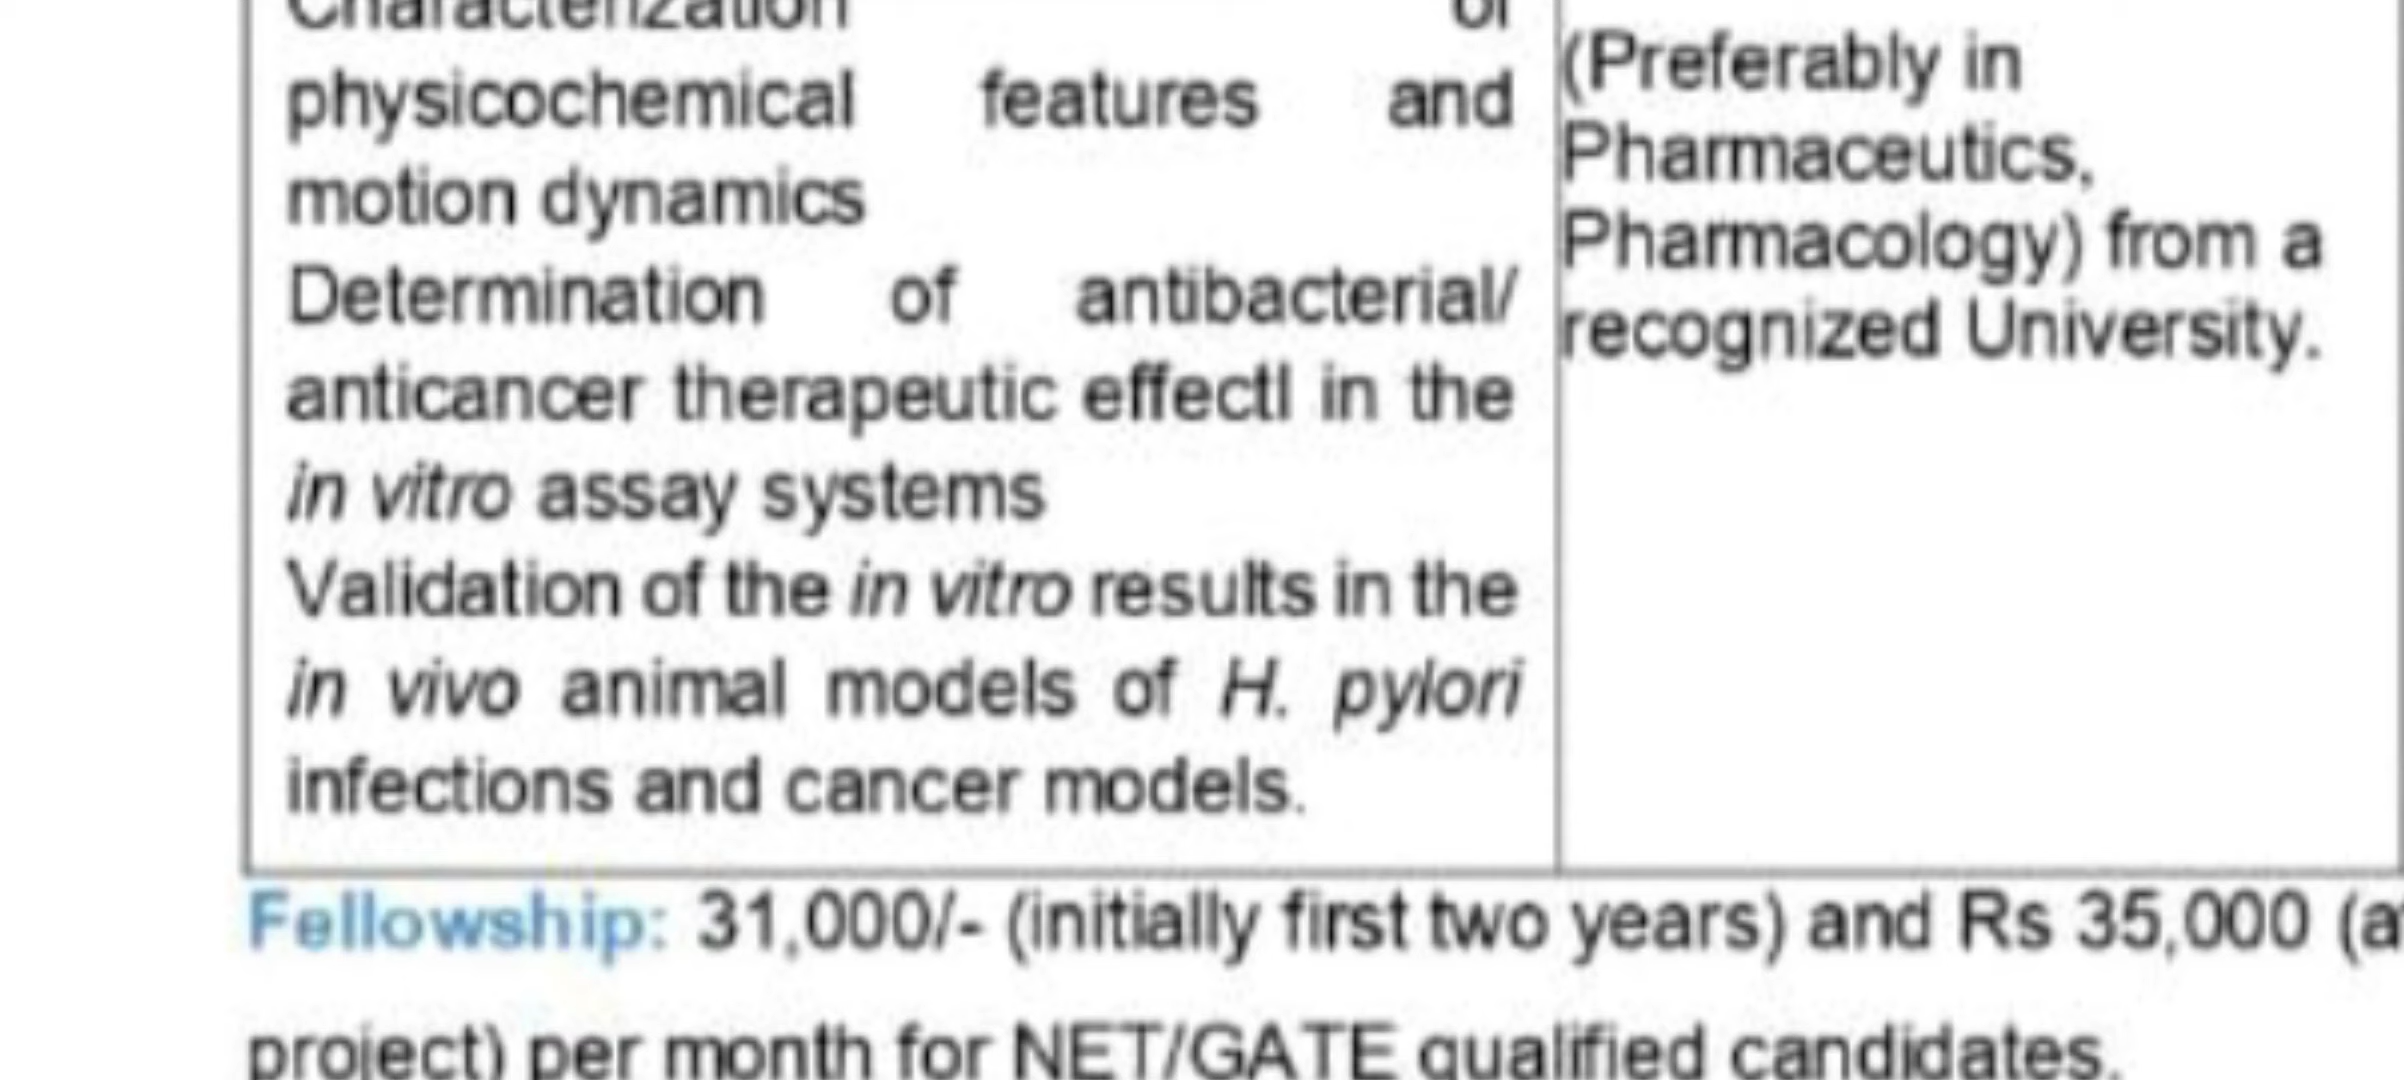 Characterization of
physicochemical features and
motion dynamics
Determination of antibacterial/
anticancer therapeutic effectl in the
in vitro assay systems
Validation of the in vitro results in the
in vivo animal models of H. pylori
infections and cancer models.
(Preferably in
Pharmaceutics,
Pharmacology) from a
recognized University.
Fellowship: 31,000/- (initially first two years) and Rs 35,000 (a
project) per month for NET/GATE qualified candidates.